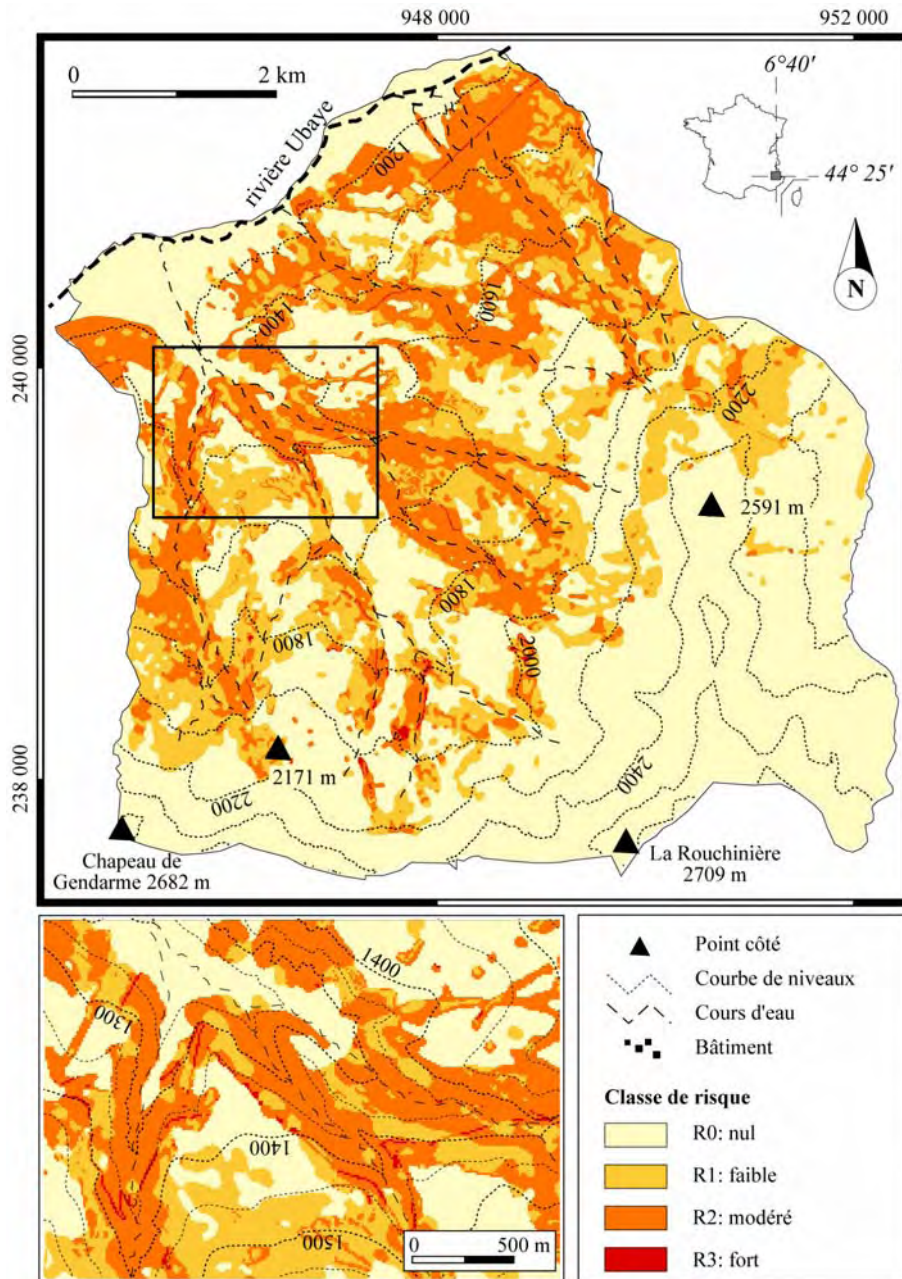 948 000
952 000
0 2 km
6°40'
44° 25'
rivière Ubaye
1200
N
1600
1400
240 000
2200
2591 m
1800
1800
2000
238 000
2171 m
2200
2400
Chapeau de
Gendarme 2682 m
La Rouchinière
2709 m
1400
1300
1400
1500
0 500 m
Point côté
Courbe de niveaux
Cours d'eau
Bâtiment
Classe de risque
R0: nul
R1: faible
R2: modéré
R3: fort